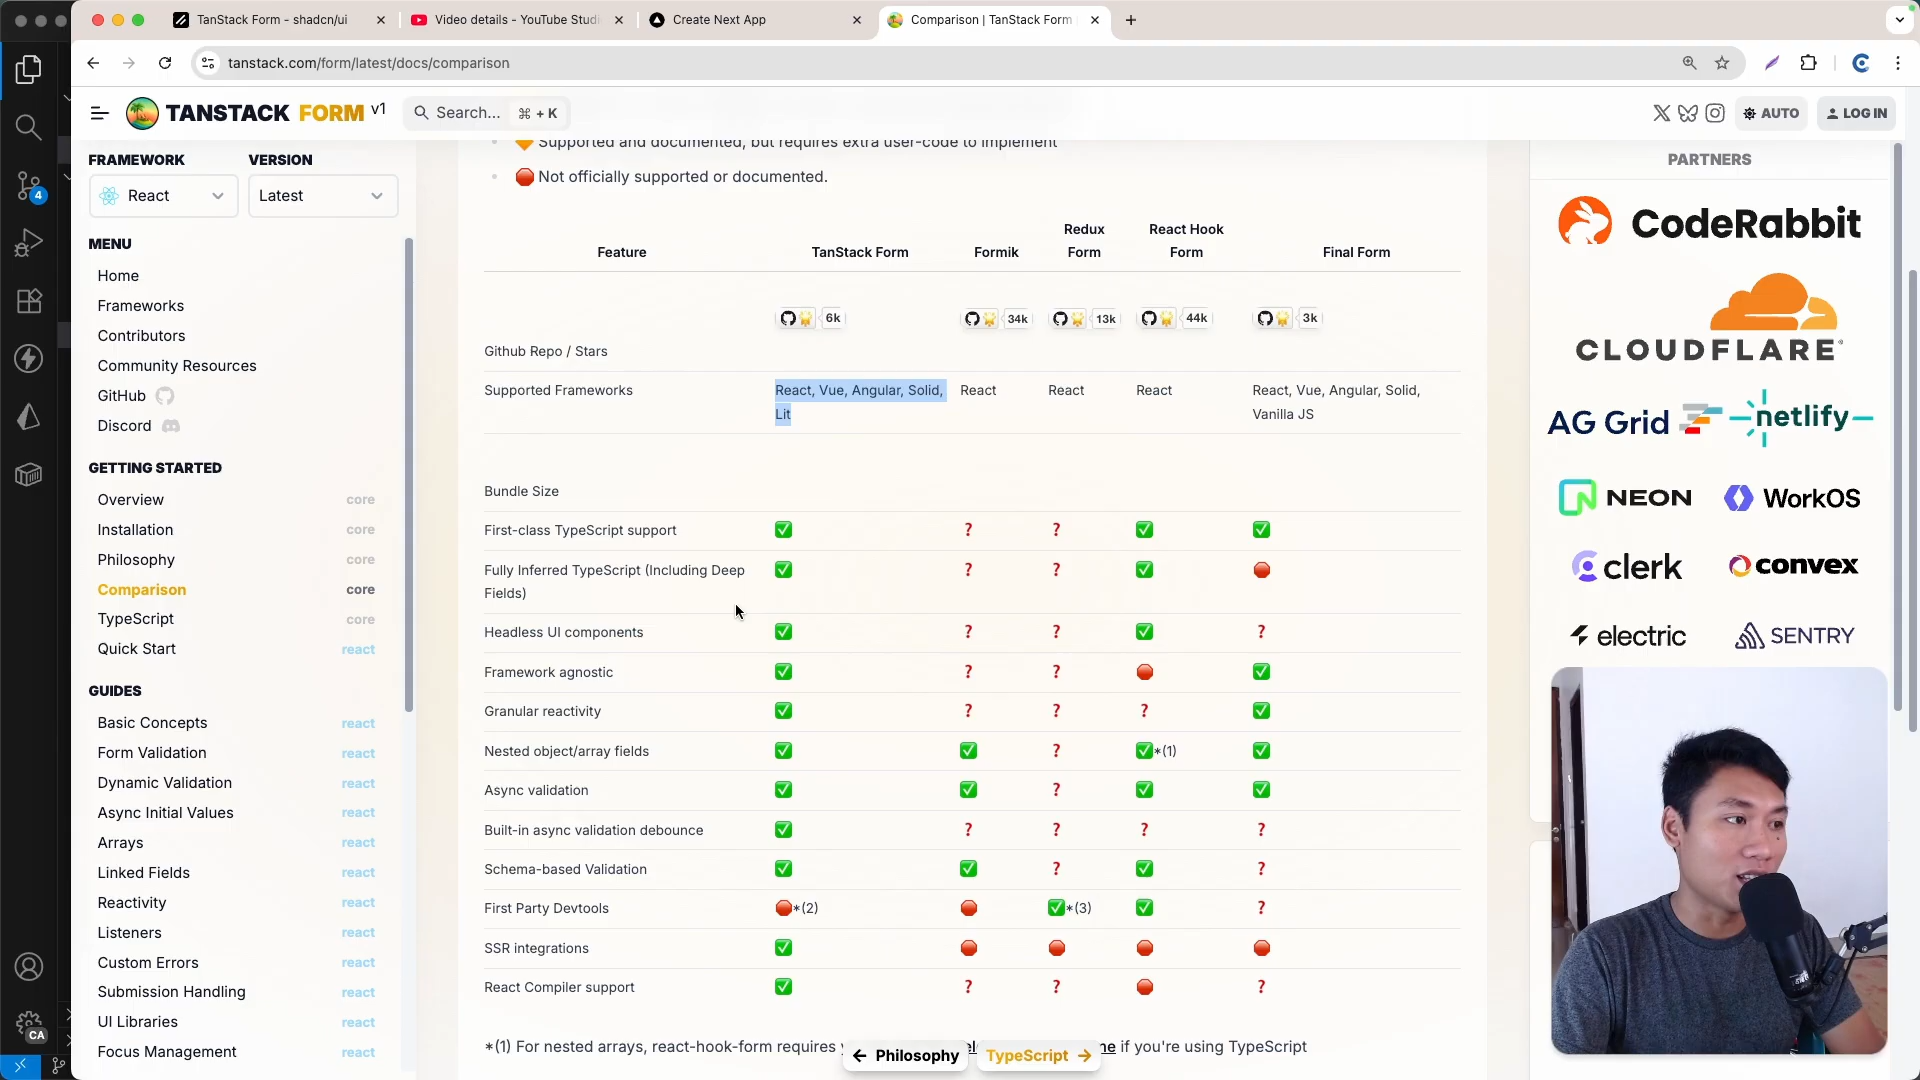 TanStack Form - shadcn/ui
Video details - YouTube Studi
Create Next App
Comparison | TanStack Form
tanstack.com/form/latest/docs/comparison
TANSTACK FORM v1
Search... ⌘ + K
AUTO
LOG IN
FRAMEWORK
VERSION
React
Latest
MENU
Home
Frameworks
Contributors
Community Resources
GitHub
Discord
GETTING STARTED
Overview core
Installation core
Philosophy core
Comparison core
TypeScript core
Quick Start react
GUIDES
Basic Concepts react
Form Validation react
Dynamic Validation react
Async Initial Values react
Arrays react
Linked Fields react
Reactivity react
Listeners react
Custom Errors react
Submission Handling react
UI Libraries react
Focus Management react
4
CA
Supported and documented, but requires extra user-code to implement
Not officially supported or documented.
Feature TanStack Form Formik Redux Form React Hook Form Final Form
6k 34k 13k 44k 3k
Github Repo / Stars
Supported Frameworks React, Vue, Angular, Solid, Lit React React React React, Vue, Angular, Solid, Vanilla JS
Bundle Size
First-class TypeScript support ✅ ❓ ❓ ✅ ✅
Fully Inferred TypeScript (Including Deep Fields) ✅ ❓ ❓ ✅ 🛑
Headless UI components ✅ ❓ ❓ ✅ ❓
Framework agnostic ✅ ❓ ❓ 🛑 ✅
Granular reactivity ✅ ❓ ❓ ❓ ✅
Nested object/array fields ✅ ✅ ❓ ✅*(1) ✅
Async validation ✅ ✅ ❓ ✅ ✅
Built-in async validation debounce ✅ ❓ ❓ ❓ ❓
Schema-based Validation ✅ ✅ ❓ ✅ ❓
First Party Devtools 🛑*(2) 🛑 ✅*(3) ✅ ❓
SSR integrations ✅ 🛑 🛑 🛑 🛑
React Compiler support ✅ ❓ ❓ 🛑 ❓
*(1) For nested arrays, react-hook-form requires
if you're using TypeScript
← Philosophy
TypeScript →
PARTNERS
CodeRabbit
CLOUDFLARE
AG Grid
netlify
NEON
WorkOS
clerk
convex
electric
SENTRY